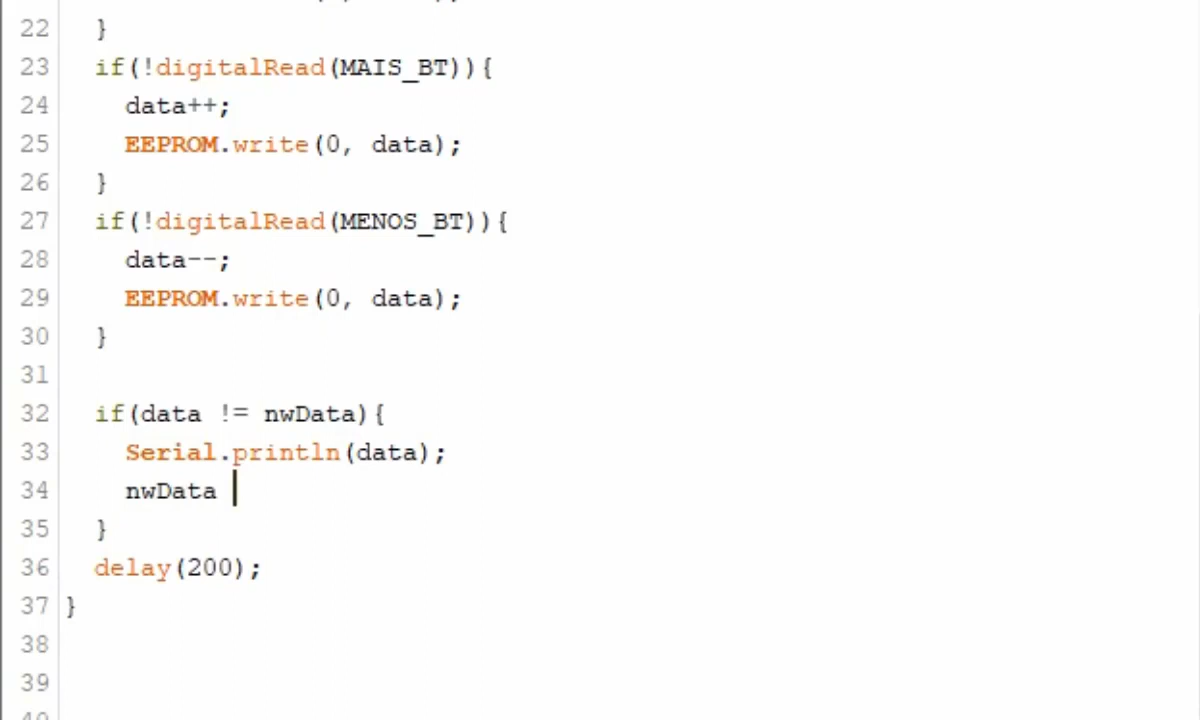 22 }
23 if(!digitalRead(MAIS_BT)){
24 data++;
25 EEPROM.write(0, data);
26 }
27 if(!digitalRead(MENOS_BT)){
28 data--;
29 EEPROM.write(0, data);
30 }
31
32 if(data != nwData){
33 Serial.println(data);
34 nwData
35 }
36 delay(200);
37 }
38
39
40